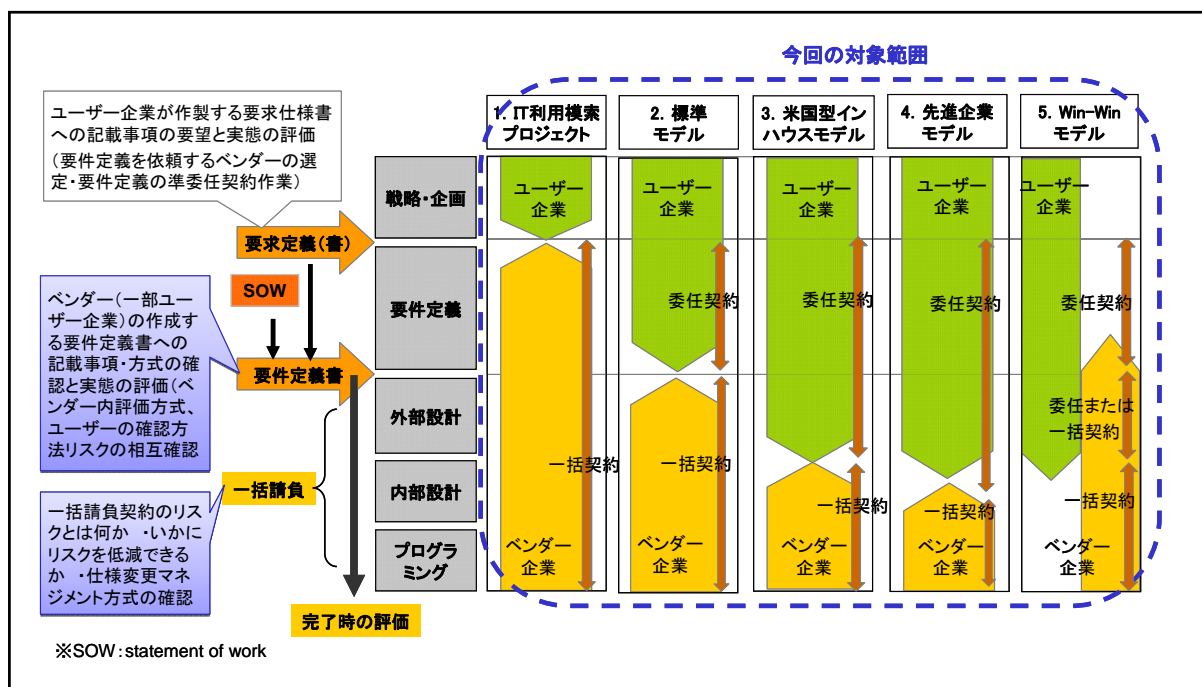 今回の対象範囲
ユーザー企業が作製する要求仕様書
への記載事項の要望と実態の評価
(要件定義を依頼するベンダーの選
定・要件定義の準委任契約作業)
1. IT利用模索
プロジェクト
2. 標準
モデル
3. 米国型イン
ハウスモデル
4. 先進企業
モデル
5. Win-Win
モデル
戦略・企画
ユーザー
企業
ユーザー
企業
ユーザー
企業
ユーザー
企業
ユーザー
企業
要求定義(書)
SOW
ベンダー(一部ユー
ザー企業)の作成す
る要件定義書への
記載事項・方式の確
認と実態の評価(ベ
ンダー内評価方式、
ユーザーの確認方
法リスクの相互確認
要件定義
委任契約
委任契約
委任契約
委任契約
要件定義書
外部設計
委任または
一括契約
一括契約
一括契約
内部設計
一括契約
一括契約
一括契約
一括請負
一括請負契約のリス
クとは何か ・いかに
リスクを低減できる
か ・仕様変更マネ
ジメント方式の確認
プログラ
ミング
ベンダー
企業
ベンダー
企業
ベンダー
企業
ベンダー
企業
ベンダー
企業
完了時の評価
※SOW:statement of work